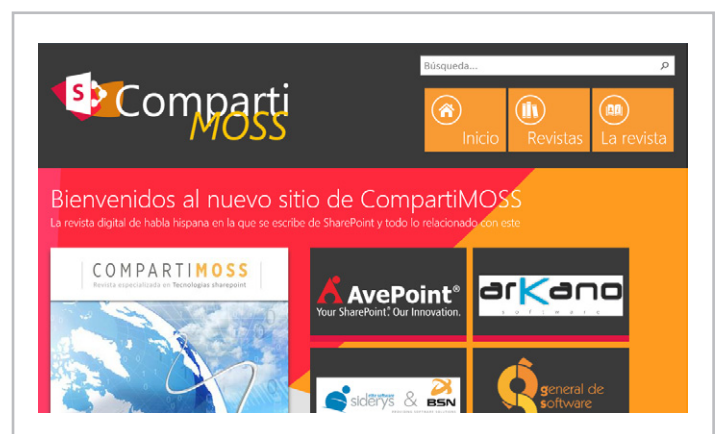 Búsqueda...
S
Comparti
MOSS
Inicio
Revistas
La revista
Bienvenidos al nuevo sitio de CompartiMOSS
La revista digital de habla hispana en la que se escribe de SharePoint y todo lo relacionado con este
COMPARTIMOSS
Revista especializada en Tecnologías sharepoint
AvePoint®
Your SharePoint® Our Innovation.
arkano
software
siderys & BSN
general de
software